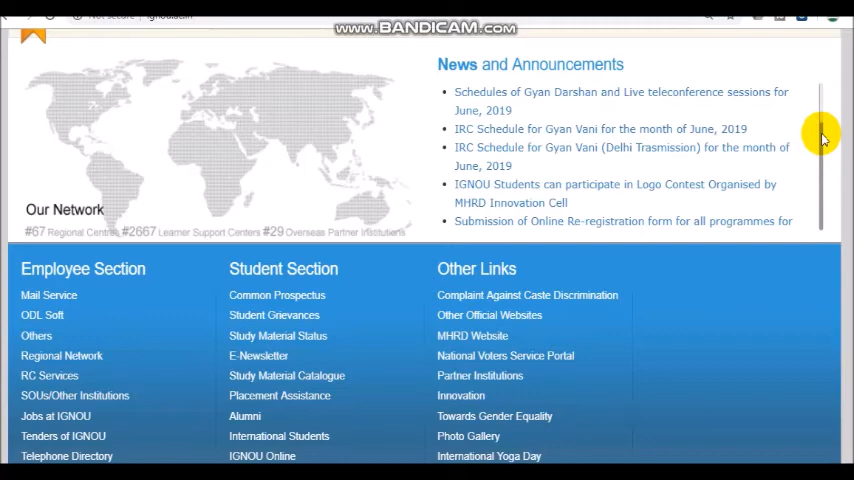 Not secure
www.BANDICAM.com
News and Announcements
Schedules of Gyan Darshan and Live teleconference sessions for
June, 2019
IRC Schedule for Gyan Vani for the month of June, 2019
IRC Schedule for Gyan Vani (Delhi Trasmission) for the month of
June, 2019
IGNOU Students can participate in Logo Contest Organised by
MHRD Innovation Cell
Submission of Online Re-registration form for all programmes for
Our Network
#67 Regional Centres #2667 Learner Support Centers #29 Overseas Partner Institutions
Employee Section
Mail Service
ODL Soft
Others
Regional Network
RC Services
SOUs/Other Institutions
Jobs at IGNOU
Tenders of IGNOU
Telephone Directory
Student Section
Common Prospectus
Student Grievances
Study Material Status
E-Newsletter
Study Material Catalogue
Placement Assistance
Alumni
International Students
IGNOU Online
Other Links
Complaint Against Caste Discrimination
Other Official Websites
MHRD Website
National Voters Service Portal
Partner Institutions
Innovation
Towards Gender Equality
Photo Gallery
International Yoga Day